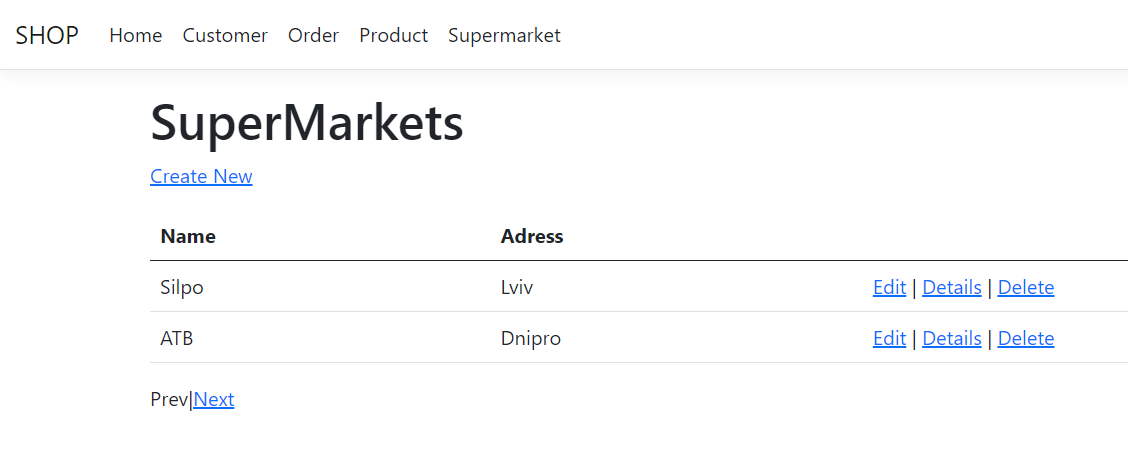 SHOP Home Customer Order Product Supermarket
SuperMarkets
Create New
Name Adress
Silpo Lviv Edit | Details | Delete
ATB Dnipro Edit | Details | Delete
Prev|Next